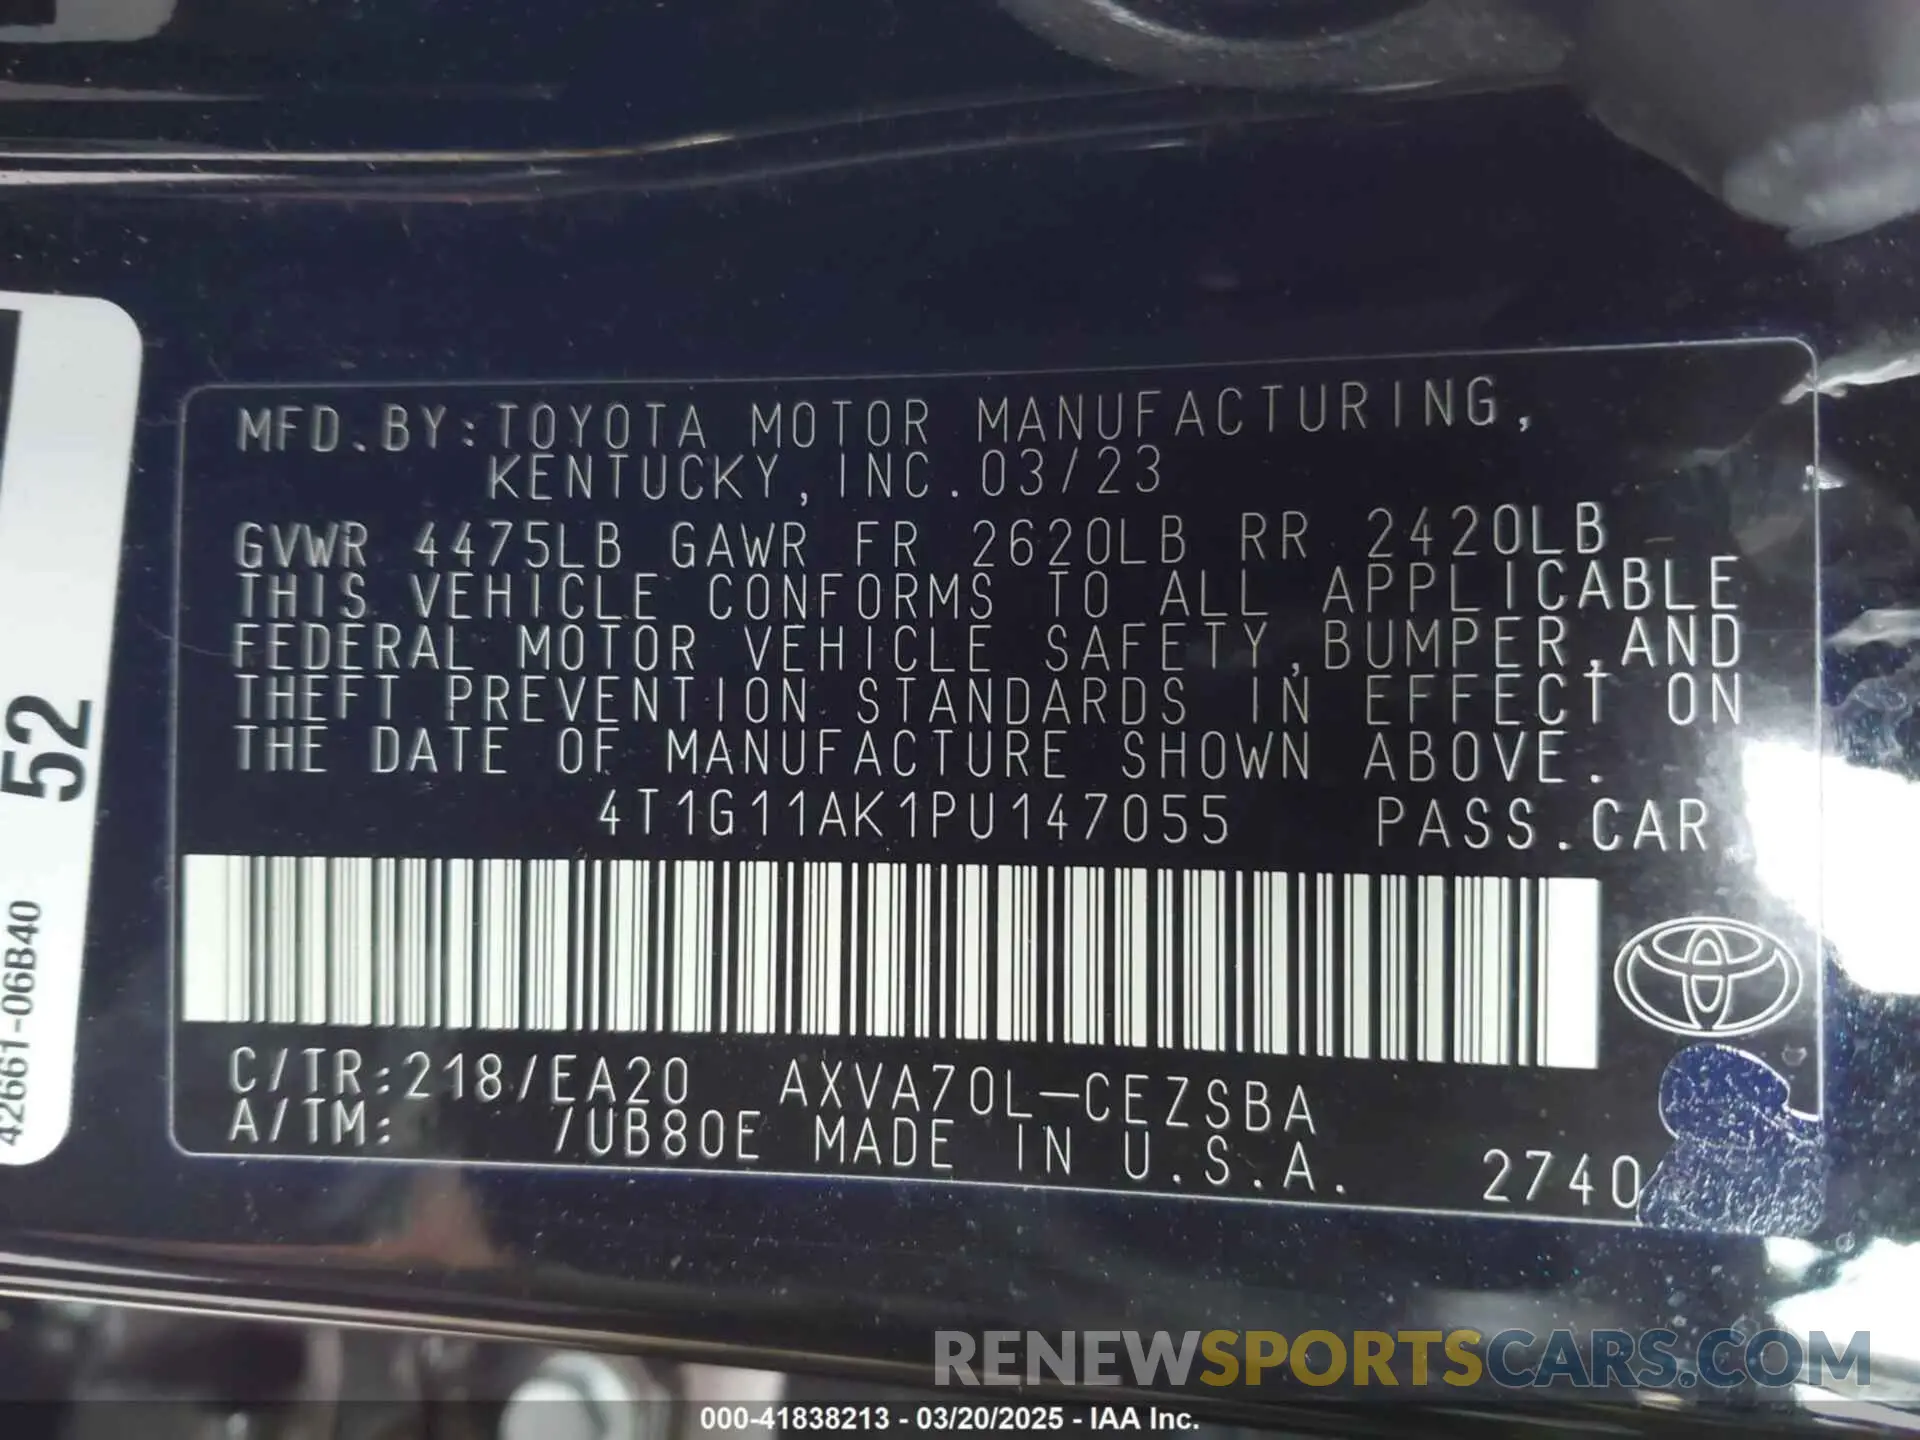 MFD.BY:TOYOTA MOTOR MANUFACTURING,
KENTUCKY,INC.03/23
GVWR 4475LB GAWR FR 2620LB RR 2420LB
THIS VEHICLE CONFORMS TO ALL APPLICABLE
FEDERAL MOTOR VEHICLE SAFETY,BUMPER,AND
THEFT PREVENTION STANDARDS IN EFFECT ON
THE DATE OF MANUFACTURE SHOWN ABOVE.
4T1G11AK1PU147055 PASS.CAR
C/TR:218/EA20 AXVA70L-CEZSBA
A/TM: /UB80E MADE IN U.S.A.
2740
52
42661-06B40
RENEWSPORTSCARS.COM
000-41838213 - 03/20/2025 - IAA Inc.